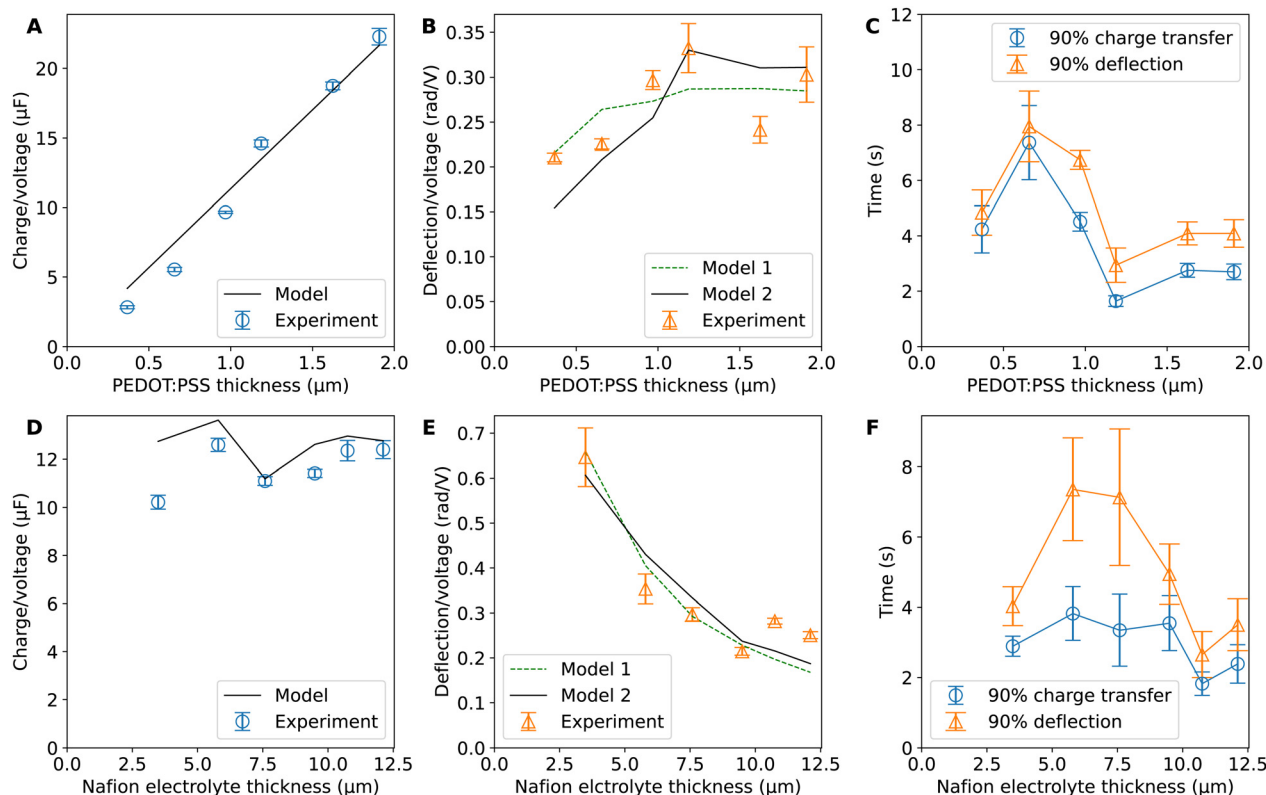 A
Charge/voltage (µF)
20
15
10
5
0
Model
Experiment
0.0 0.5 1.0 1.5 2.0
PEDOT:PSS thickness (µm)
B
Deflection/voltage (rad/V)
0.35
0.30
0.25
0.20
0.15
0.10
0.05
0.00
Model 1
Model 2
Experiment
0.0 0.5 1.0 1.5 2.0
PEDOT:PSS thickness (µm)
C
Time (s)
12
10
8
6
4
2
0
90% charge transfer
90% deflection
0.0 0.5 1.0 1.5 2.0
PEDOT:PSS thickness (µm)
D
Charge/voltage (µF)
12
10
8
6
4
2
0
Model
Experiment
0.0 2.5 5.0 7.5 10.0 12.5
Nafion electrolyte thickness (µm)
E
Deflection/voltage (rad/V)
0.7
0.6
0.5
0.4
0.3
0.2
0.1
0.0
Model 1
Model 2
Experiment
0.0 2.5 5.0 7.5 10.0 12.5
Nafion electrolyte thickness (µm)
F
Time (s)
8
6
4
2
0
90% charge transfer
90% deflection
0.0 2.5 5.0 7.5 10.0 12.5
Nafion electrolyte thickness (µm)